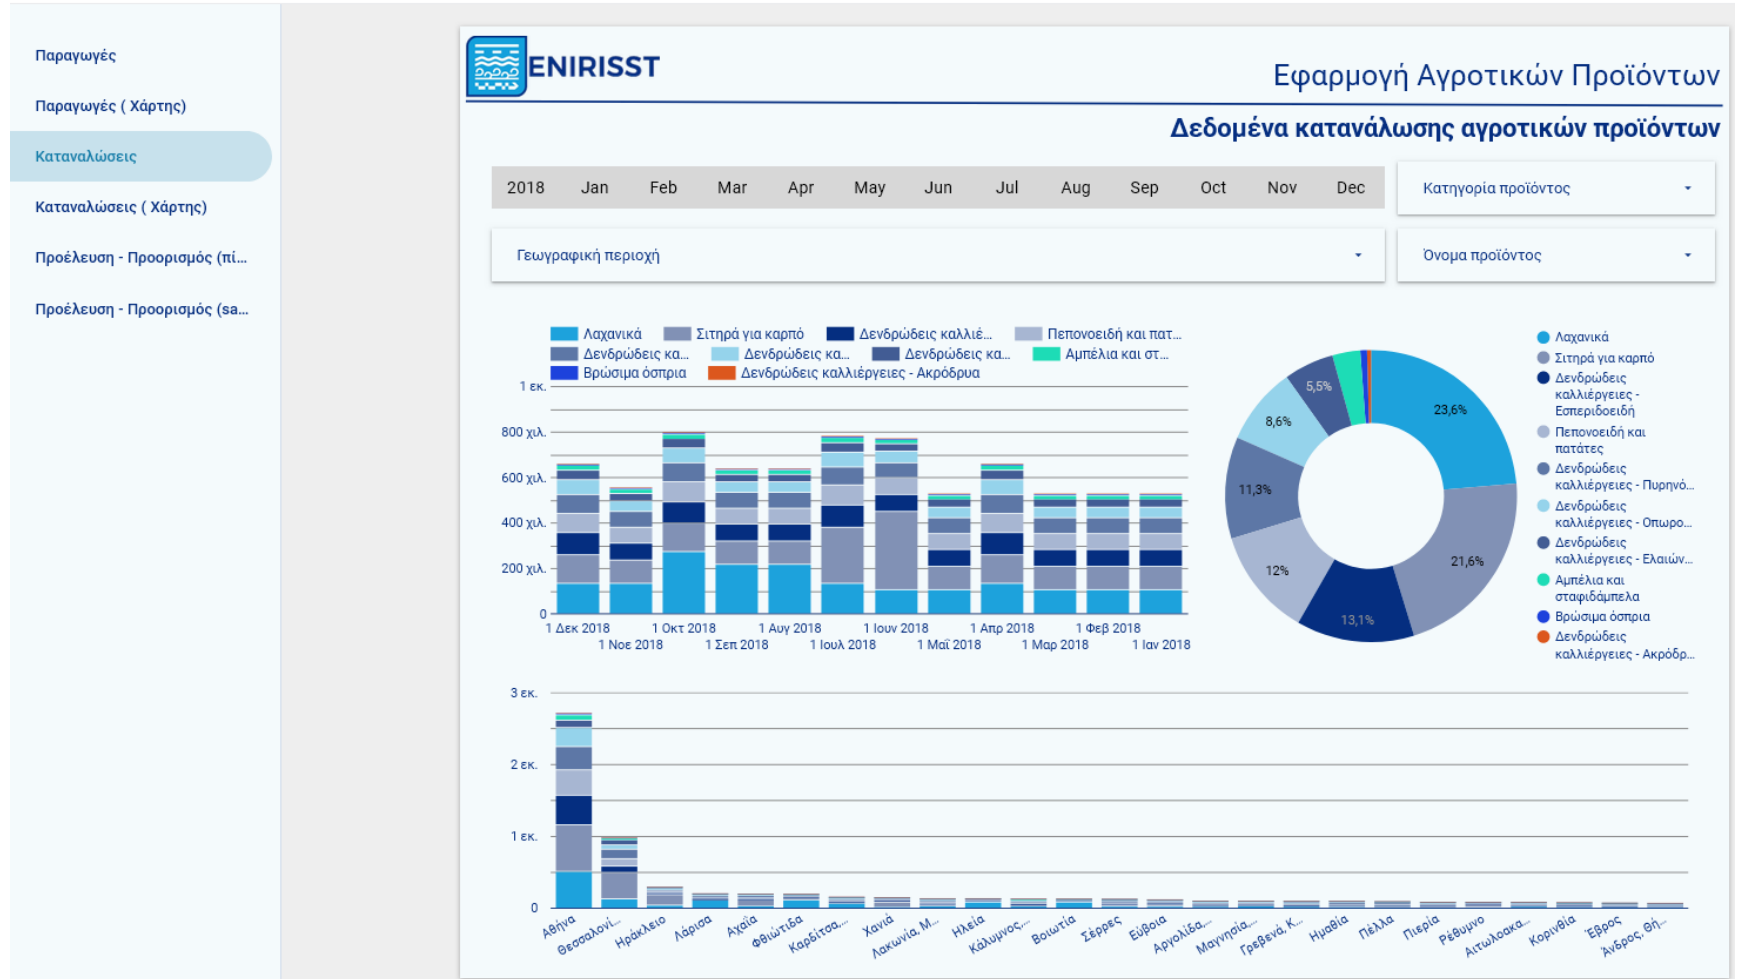 Παραγωγές
Παραγωγές ( Χάρτης)
Καταναλώσεις
Καταναλώσεις ( Χάρτης)
Προέλευση - Προορισμός (πί...
Προέλευση - Προορισμός (sa...
ENIRISST
Εφαρμογή Αγροτικών Προϊόντων
Δεδομένα κατανάλωσης αγροτικών προϊόντων
2018 Jan Feb Mar Apr May Jun Jul Aug Sep Oct Nov Dec
Κατηγορία προϊόντος
Γεωγραφική περιοχή
Όνομα προϊόντος
Λαχανικά Σιτηρά για καρπό Δενδρώδεις καλλιέ... Πεπονοειδή και πατ...
Δενδρώδεις κα... Δενδρώδεις κα... Δενδρώδεις κα... Αμπέλια και στ...
Βρώσιμα όσπρια Δενδρώδεις καλλιέργειες - Ακρόδρυα
1 εκ.
800 χιλ.
600 χιλ.
400 χιλ.
200 χιλ.
0
1 Δεκ 2018 1 Οκτ 2018 1 Αυγ 2018 1 Ιουν 2018 1 Απρ 2018 1 Φεβ 2018
1 Νοε 2018 1 Σεπ 2018 1 Ιουλ 2018 1 Μαΐ 2018 1 Μαρ 2018 1 Ιαν 2018
23,6%
21,6%
13,1%
12%
11,3%
8,6%
5,5%
Λαχανικά
Σιτηρά για καρπό
Δενδρώδεις
καλλιέργειες -
Εσπεριδοειδή
Πεπονοειδή και
πατάτες
Δενδρώδεις
καλλιέργειες - Πυρηνό...
Δενδρώδεις
καλλιέργειες - Οπωρο...
Δενδρώδεις
καλλιέργειες - Ελαιών...
Αμπέλια και
σταφιδάμπελα
Βρώσιμα όσπρια
Δενδρώδεις
καλλιέργειες - Ακρόδρ...
3 εκ.
2 εκ.
1 εκ.
0
Αθήνα
Θεσσαλονί...
Ηράκλειο
Λάρισα
Αχαΐα
Φθιώτιδα
Καρδίτσα,...
Χανιά
Λακωνία, Μ...
Ηλεία
Κάλυμνος,...
Βοιωτία
Σέρρες
Εύβοια
Αργολίδα,...
Μαγνησία,...
Γρεβενά, Κ...
Ημαθία
Πέλλα
Πιερία
Ρέθυμνο
Αιτωλοακα...
Κορινθία
Έβρος
Άνδρος, Θή...